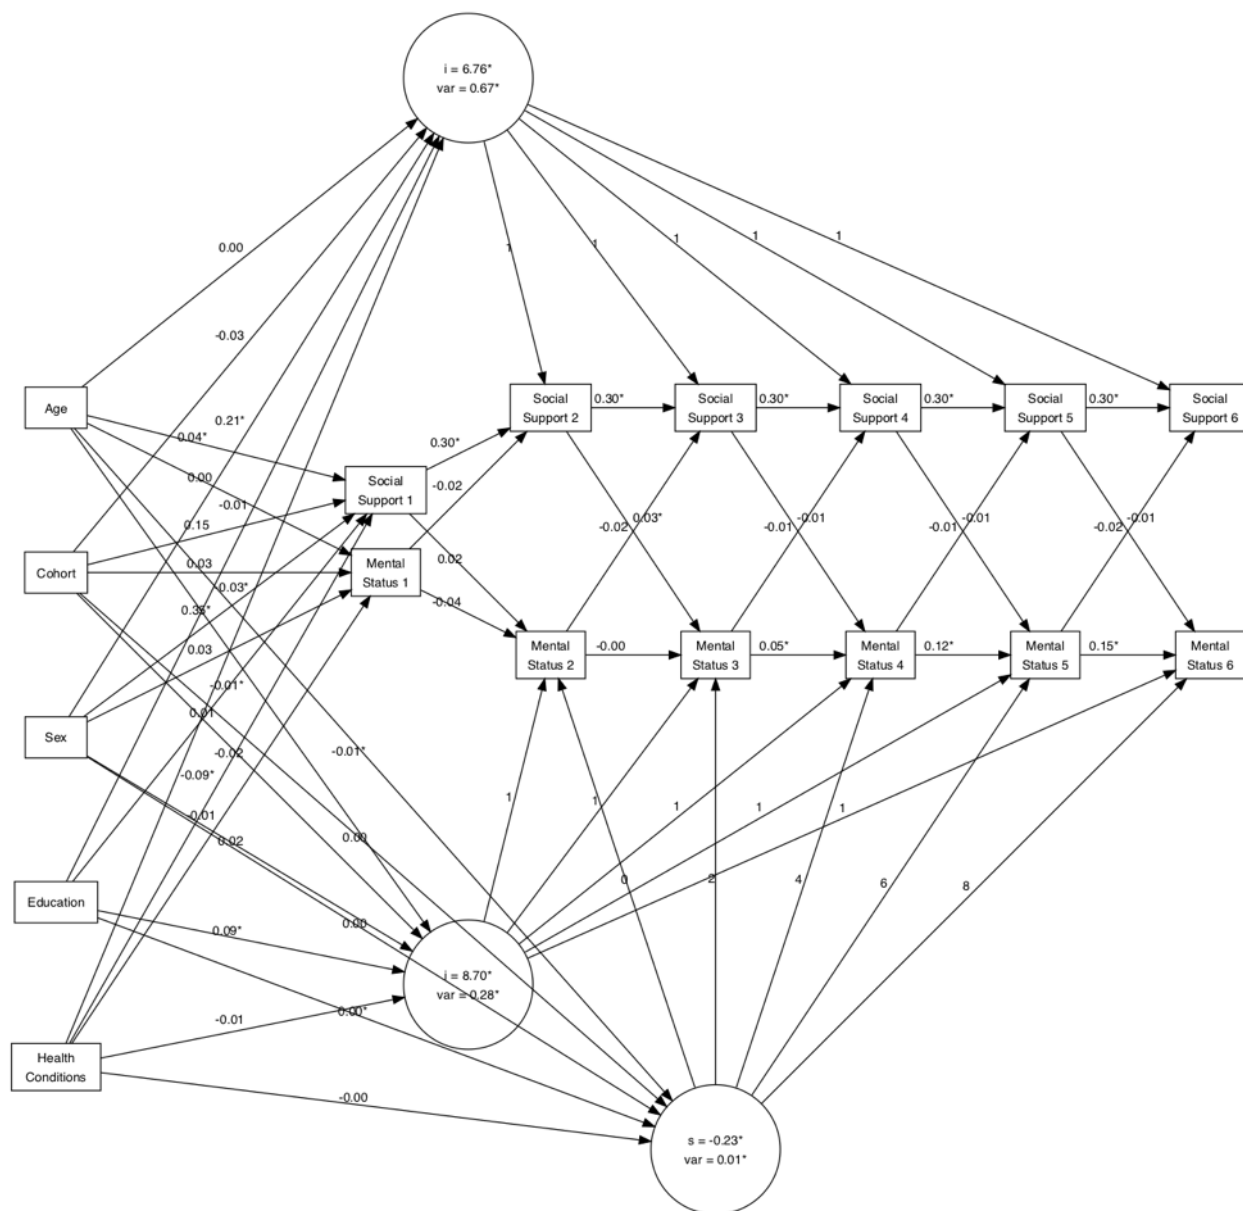 i = 6.76*
var = 0.67*
0.00
1
1
1
1
1
-0.03
Age
Social
Support 2
0.30*
Social
Support 3
0.30*
Social
Support 4
0.30*
Social
Support 5
0.30*
Social
Support 6
0.21*
0.04*
0.30*
Social
Support 1
0.00
-0.02
-0.01
0.15
-0.02
0.03*
-0.01
-0.01
-0.01
-0.01
-0.02
-0.01
Cohort
0.03
Mental
Status 1
0.02
-0.03*
-0.04
0.03
Mental
Status 2
-0.00
Mental
Status 3
0.05*
Mental
Status 4
0.12*
Mental
Status 5
0.15*
Mental
Status 6
-0.01*
0.01
Sex
-0.02
-0.01*
-0.09*
1
1
1
1
1
0.02
0.00
0
2
4
6
8
Education
0.09*
0.00
i = 8.70*
var = 0.28*
0.00*
-0.01
Health
Conditions
-0.00
s = -0.23*
var = 0.01*